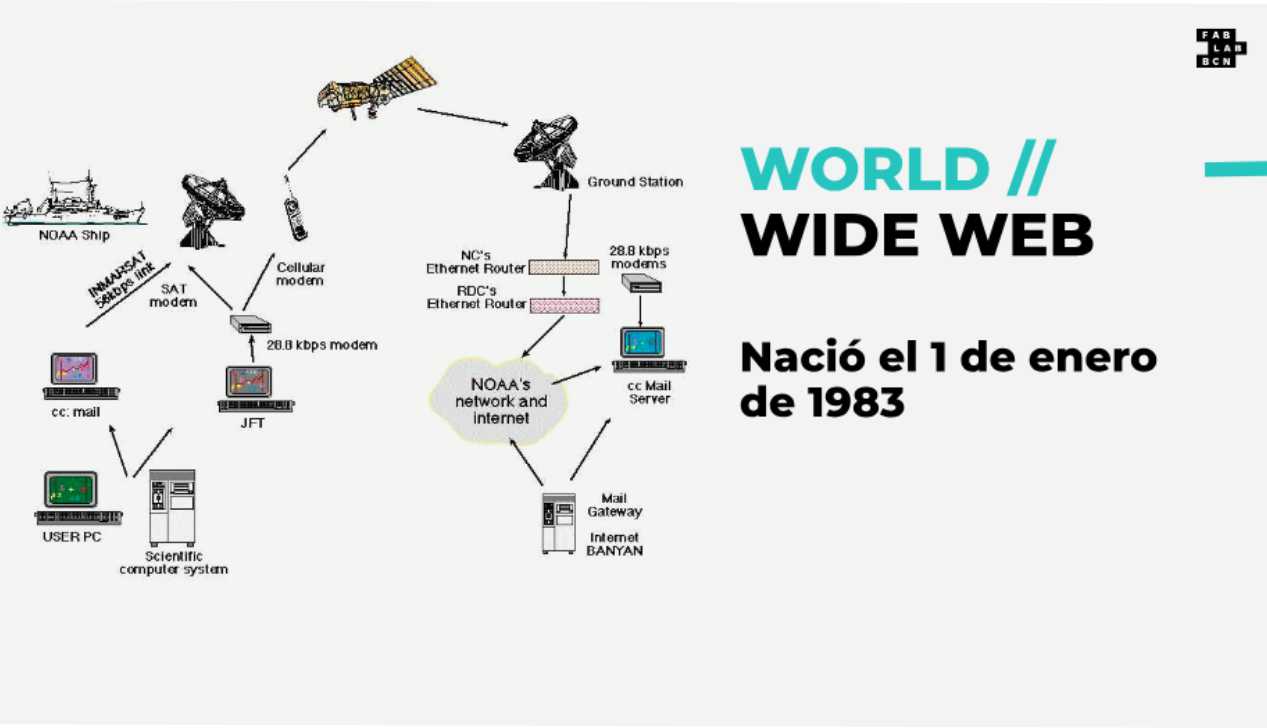 FAB
LAB
BCN
WORLD //
WIDE WEB
Nació el 1 de enero
de 1983
NOAA Ship
INMARSAT
56kbps link
SAT
modem
Cellular
modem
28.8 kbps modem
cc: mail
JFT
USER PC
Scientific
computer system
Ground Station
NC's
Ethernet Router
RDC's
Ethernet Router
28.8 kbps
modems
NOAA's
network and
internet
cc Mail
Server
Mail
Gateway
Internet
BANYAN